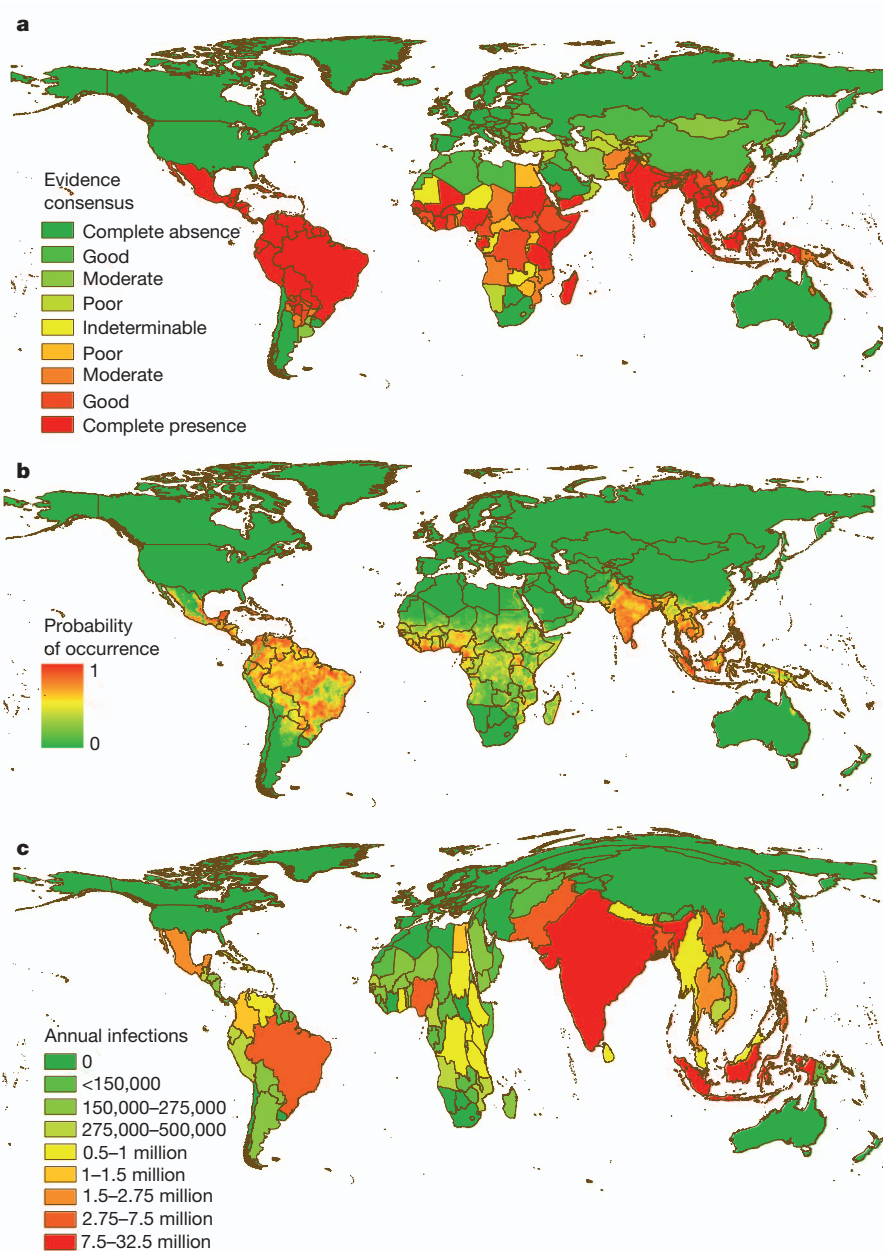 a
Evidence
consensus
Complete absence
Good
Moderate
Poor
Indeterminable
Poor
Moderate
Good
Complete presence
b
Probability
of occurrence
1
0
c
Annual infections
0
<150,000
150,000–275,000
275,000–500,000
0.5–1 million
1–1.5 million
1.5–2.75 million
2.75–7.5 million
7.5–32.5 million